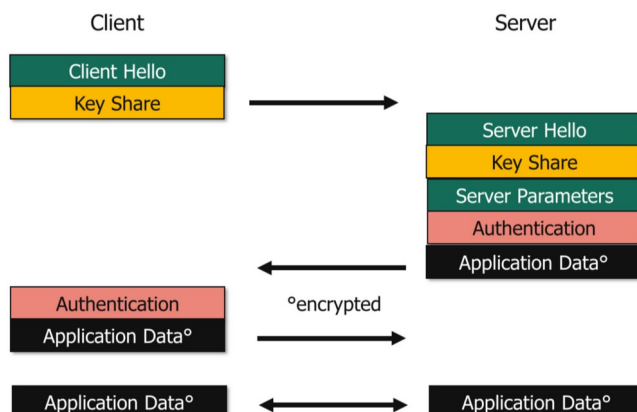 Client
Server
Client Hello
Key Share
Server Hello
Key Share
Server Parameters
Authentication
Application Data°
Authentication
°encrypted
Application Data°
Application Data°
Application Data°